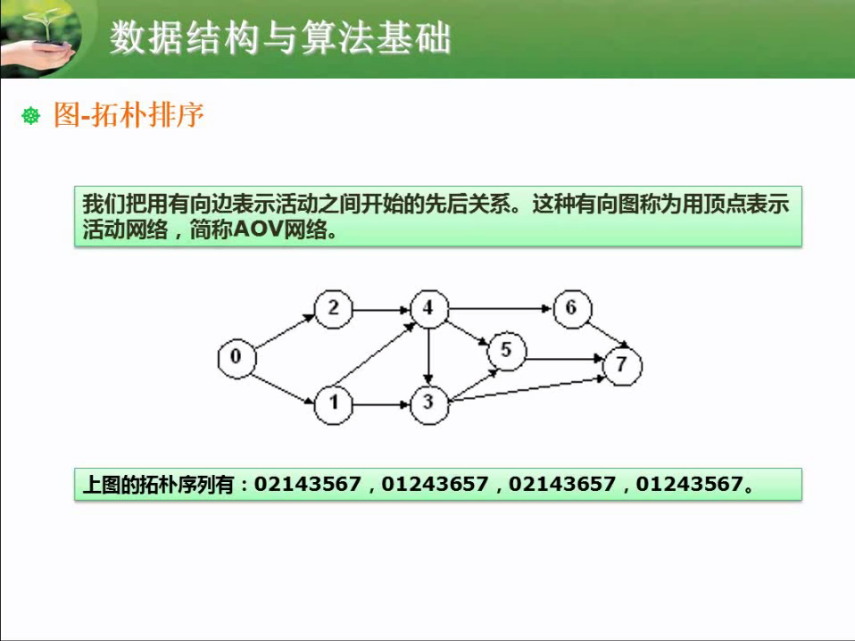 数据结构与算法基础
图-拓朴排序
我们把用有向边表示活动之间开始的先后关系。这种有向图称为用顶点表示
活动网络，简称AOV网络。
2
4
6
0
5
7
1
3
上图的拓朴序列有：02143567，01243657，02143657，01243567。